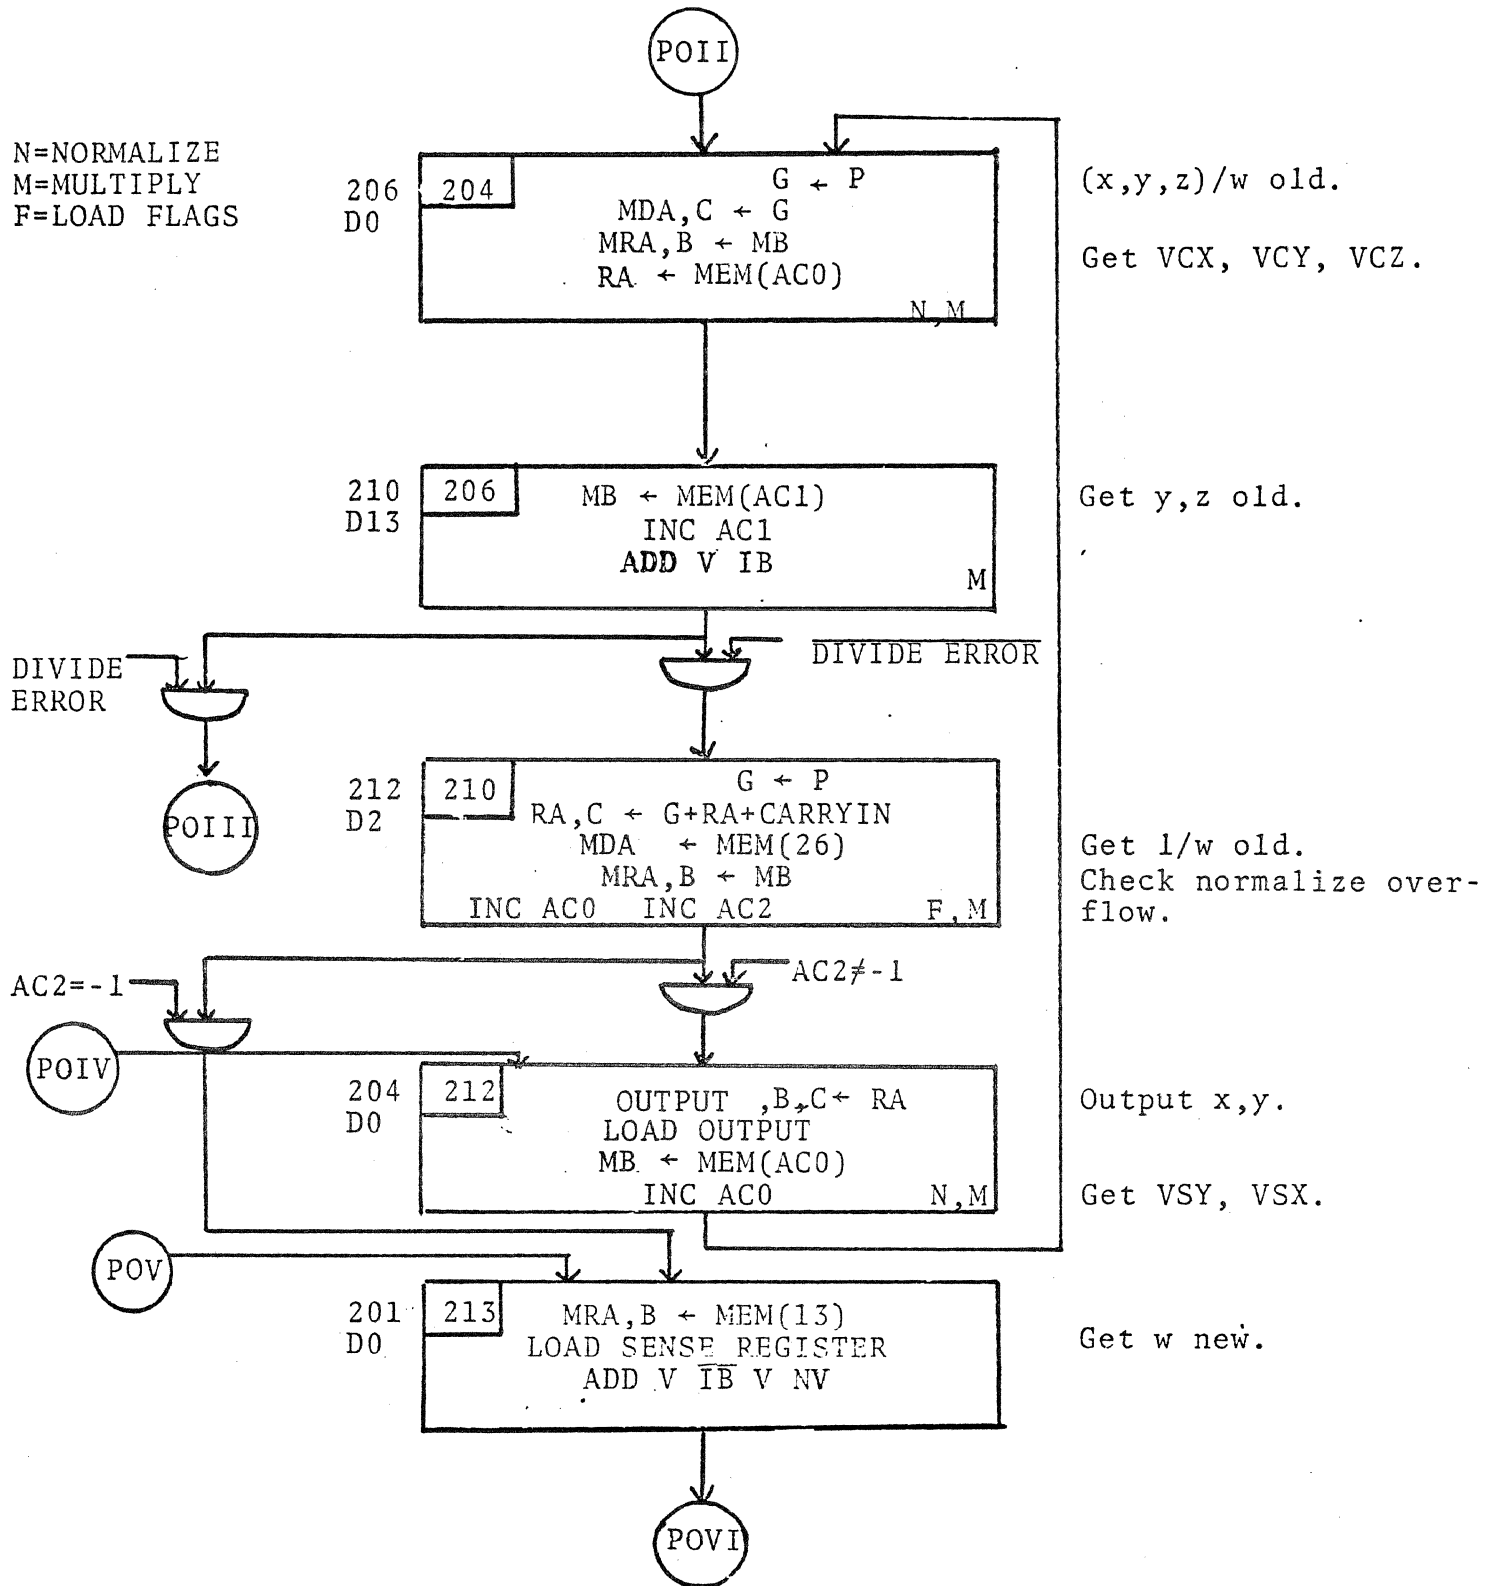 POII
N=NORMALIZE
M=MULTIPLY
F=LOAD FLAGS
206
D0
204
G ← P
MDA,C ← G
MRA,B ← MB
RA ← MEM(AC0)
N,M
(x,y,z)/w old.
Get VCX, VCY, VCZ.
210
D13
206
MB ← MEM(AC1)
INC AC1
ADD V IB
M
Get y,z old.
DIVIDE
ERROR
DIVIDE ERROR
POIII
212
D2
210
G ← P
RA,C ← G+RA+CARRYIN
MDA ← MEM(26)
MRA,B ← MB
INC AC0 INC AC2
F,M
Get 1/w old.
Check normalize over-
flow.
AC2=-1
AC2≠-1
POIV
204
D0
212
OUTPUT ,B,C← RA
LOAD OUTPUT
MB ← MEM(AC0)
INC AC0
N,M
Output x,y.
Get VSY, VSX.
POV
201
D0
213
MRA,B ← MEM(13)
LOAD SENSE REGISTER
ADD V I̅B̅ V NV
Get w new.
POVI